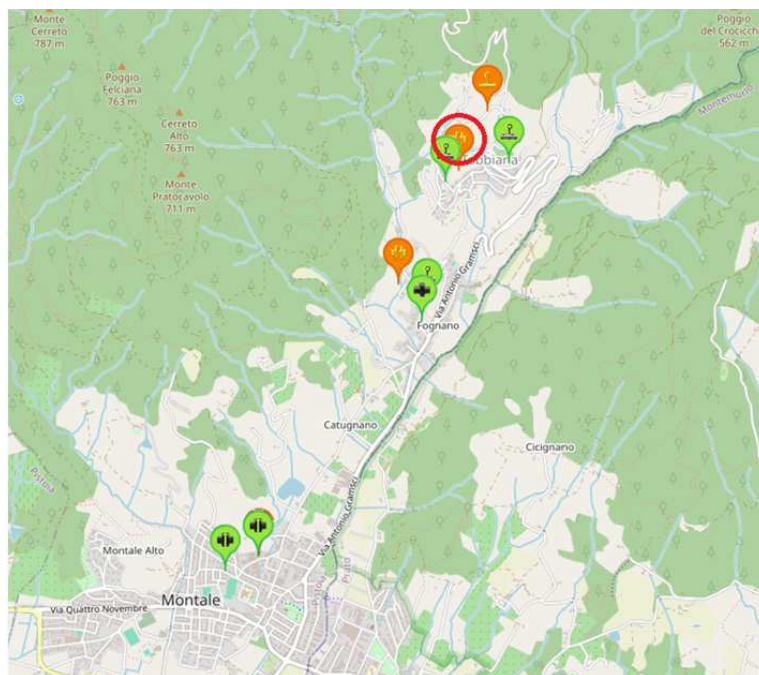 Monte
Cerreto
787 m
Poggio
del Crocicch
562 m
Poggio
Felciana
763 m
Cerreto
Alto
763 m
Montemurlo
Monte
Pratocavolo
711 m
Via Antonio Gramsci
Fognano
Catugnano
Cicignano
Pistoia
Via Antonio Gramsci
Montale Alto
Pistoia
Prato
Montale
Via Quattro Novembre